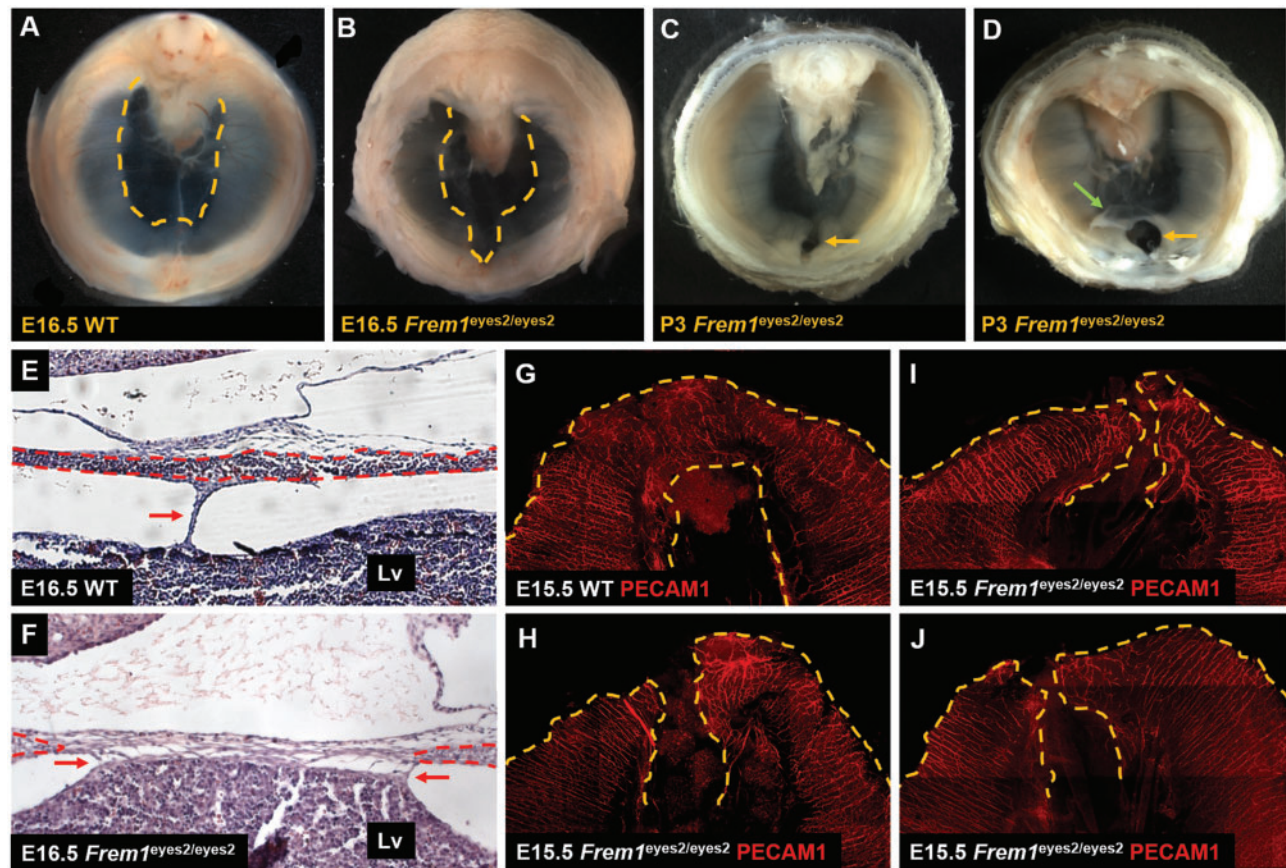 A
B
C
D
E16.5 WT
E16.5 Frem1eyes2/eyes2
P3 Frem1eyes2/eyes2
P3 Frem1eyes2/eyes2
E
G
I
Lv
E16.5 WT
E15.5 WT PECAM1
E15.5 Frem1eyes2/eyes2 PECAM1
F
H
J
Lv
E16.5 Frem1eyes2/eyes2
E15.5 Frem1eyes2/eyes2 PECAM1
E15.5 Frem1eyes2/eyes2 PECAM1